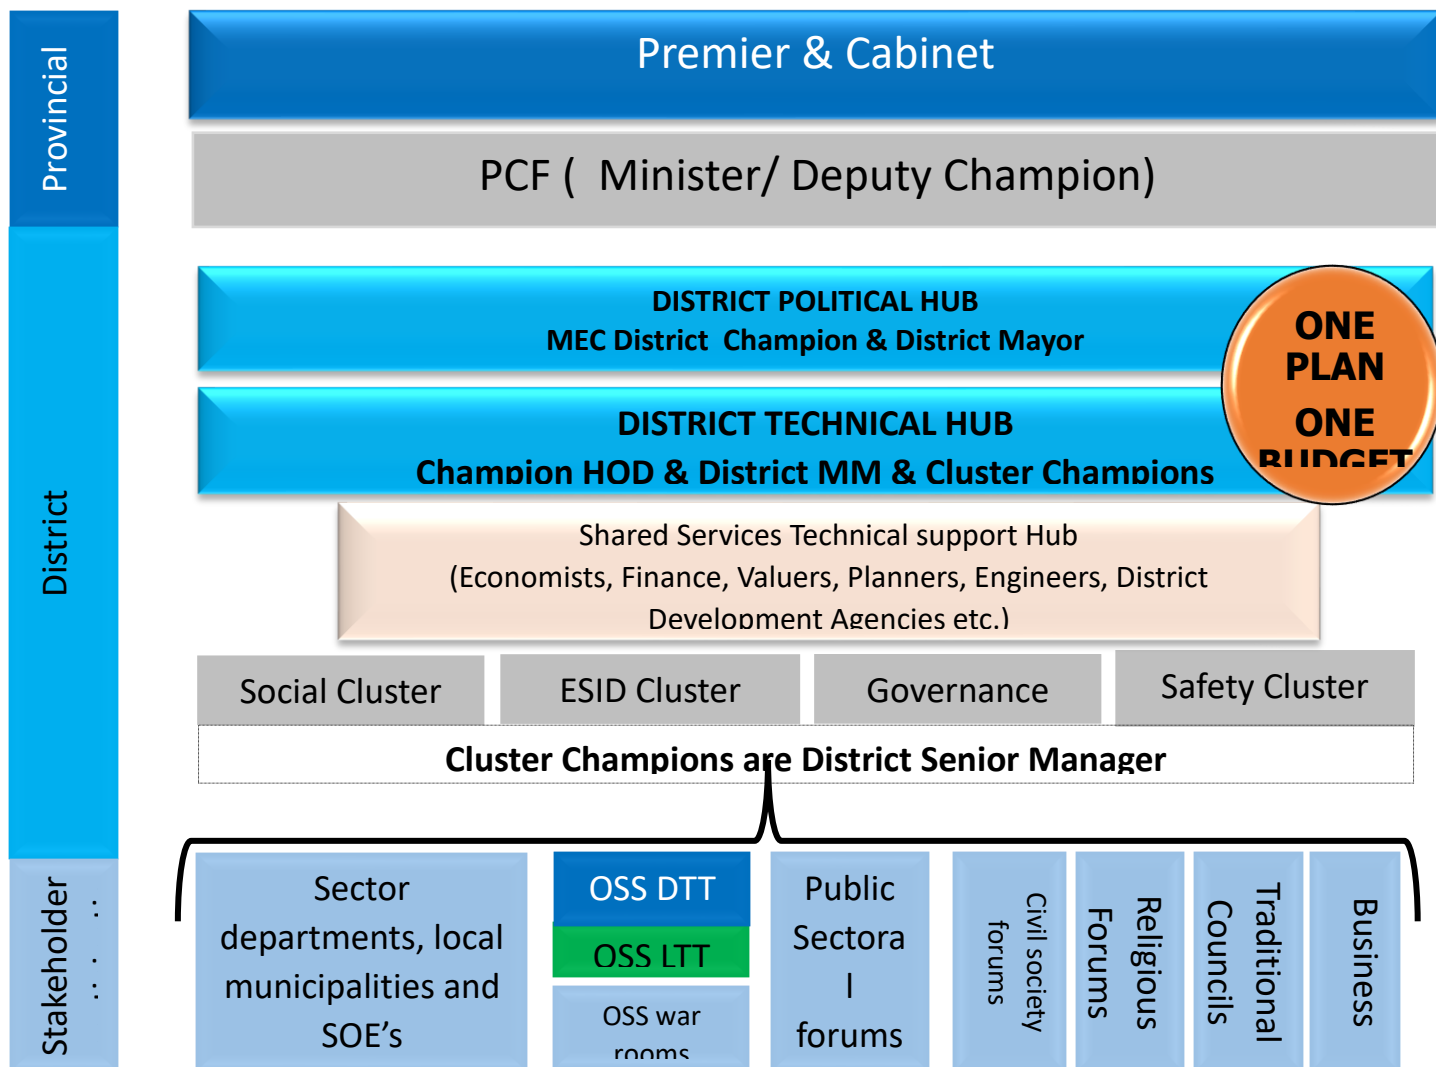 Provincial
Premier & Cabinet
PCF ( Minister/ Deputy Champion)
District
DISTRICT POLITICAL HUB
MEC District Champion & District Mayor
ONE
PLAN
ONE
BUDGET
DISTRICT TECHNICAL HUB
Champion HOD & District MM & Cluster Champions
Shared Services Technical support Hub
(Economists, Finance, Valuers, Planners, Engineers, District
Development Agencies etc.)
Social Cluster
ESID Cluster
Governance
Safety Cluster
Cluster Champions are District Senior Manager
Stakeholder
Sector
departments, local
municipalities and
SOE’s
OSS DTT
OSS LTT
OSS war
rooms
Public
Sectora
l
forums
Civil society
forums
Religious
Forums
Traditional
Councils
Business